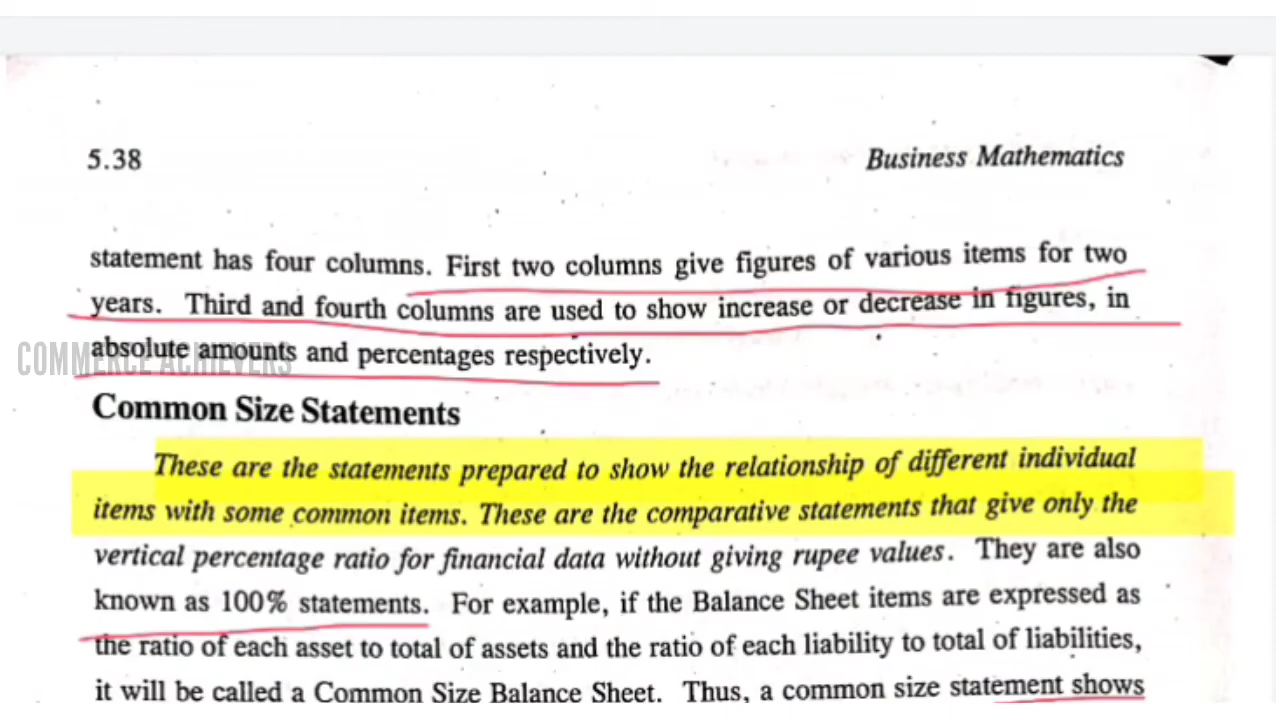 5.38 Business Mathematics
statement has four columns. First two columns give figures of various items for two
years. Third and fourth columns are used to show increase or decrease in figures, in
absolute amounts and percentages respectively.
COMMERCE ACHIEVERS
Common Size Statements
These are the statements prepared to show the relationship of different individual
items with some common items. These are the comparative statements that give only the
vertical percentage ratio for financial data without giving rupee values. They are also
known as 100% statements. For example, if the Balance Sheet items are expressed as
the ratio of each asset to total of assets and the ratio of each liability to total of liabilities,
it will be called a Common Size Balance Sheet. Thus, a common size statement shows